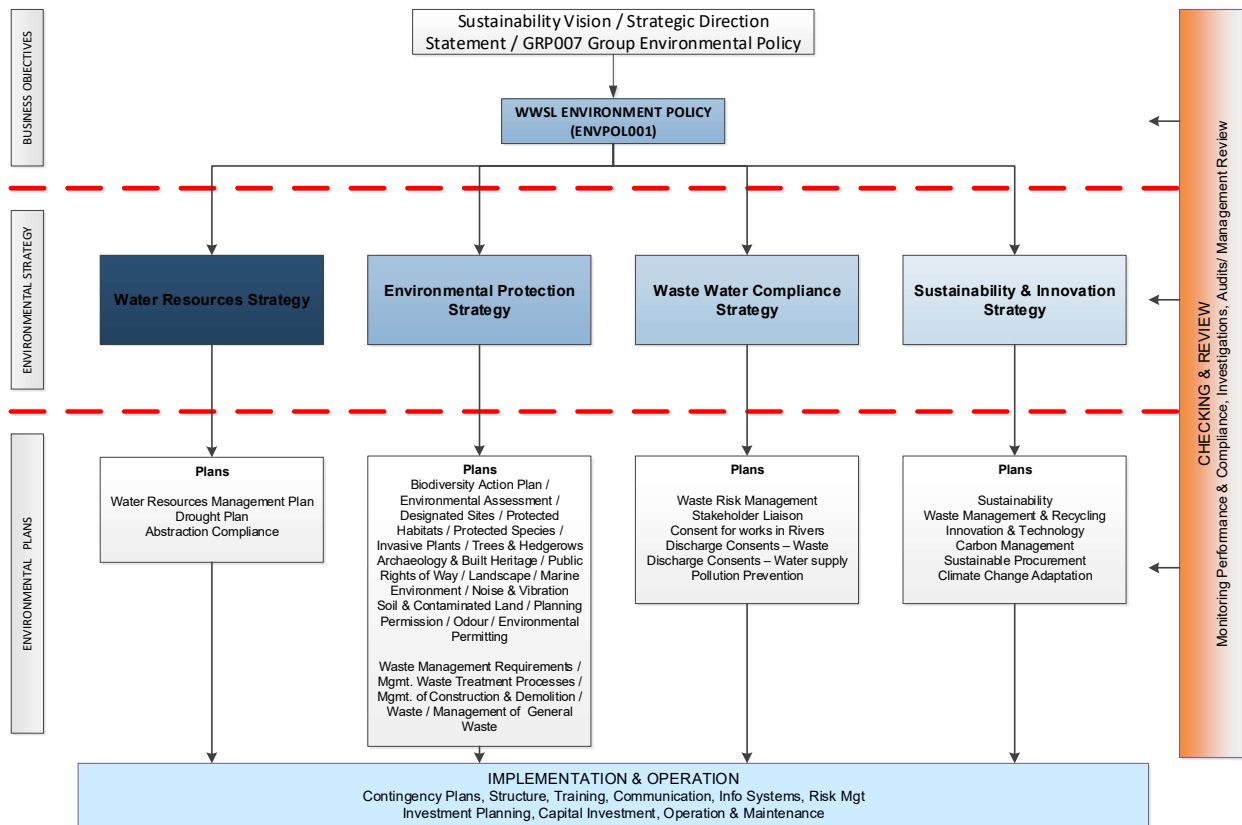 Sustainability Vision / Strategic Direction
Statement / GRP007 Group Environmental Policy
BUSINESS OBJECTIVES
WWSL ENVIRONMENT POLICY
(ENVPOL001)
ENVIRONMENTAL STRATEGY
Water Resources Strategy
Environmental Protection
Strategy
Waste Water Compliance
Strategy
Sustainability & Innovation
Strategy
ENVIRONMENTAL PLANS
Plans
Water Resources Management Plan
Drought Plan
Abstraction Compliance
Plans
Biodiversity Action Plan /
Environmental Assessment /
Designated Sites / Protected
Habitats / Protected Species /
Invasive Plants / Trees & Hedgerows
Archaeology & Built Heritage / Public
Rights of Way / Landscape / Marine
Environment / Noise & Vibration
Soil & Contaminated Land / Planning
Permission / Odour / Environmental
Permitting
Waste Management Requirements /
Mgmt. Waste Treatment Processes /
Mgmt. of Construction & Demolition /
Waste / Management of General
Waste
Plans
Waste Risk Management
Stakeholder Liaison
Consent for works in Rivers
Discharge Consents – Waste
Discharge Consents – Water supply
Pollution Prevention
Plans
Sustainability
Waste Management & Recycling
Innovation & Technology
Carbon Management
Sustainable Procurement
Climate Change Adaptation
CHECKING & REVIEW
Monitoring Performance & Compliance, Investigations, Audits/ Management Review
IMPLEMENTATION & OPERATION
Contingency Plans, Structure, Training, Communication, Info Systems, Risk Mgt
Investment Planning, Capital Investment, Operation & Maintenance